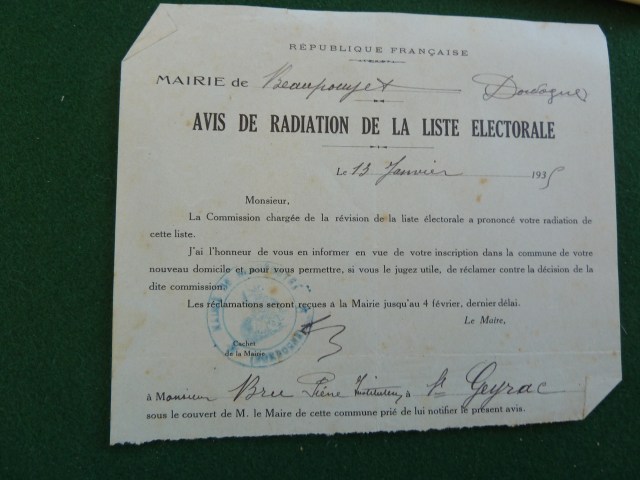 RÉPUBLIQUE FRANÇAISE
MAIRIE de Beaupouyet Dordogne
AVIS DE RADIATION DE LA LISTE ELECTORALE
Le 13 Janvier 1935
Monsieur,
La Commission chargée de la révision de la liste électorale a prononcé votre radiation de
cette liste.
J'ai l'honneur de vous en informer en vue de votre inscription dans la commune de votre
nouveau domicile et pour vous permettre, si vous le jugez utile, de réclamer contre la décision de la
dite commission.
Les réclamations seront reçues à la Mairie jusqu'au 4 février, dernier délai.
Le Maire,
Cachet
de la Mairie
à Monsieur Bru Pierre Instituteur à St Geyrac
sous le couvert de M. le Maire de cette commune prié de lui notifier le présent avis.